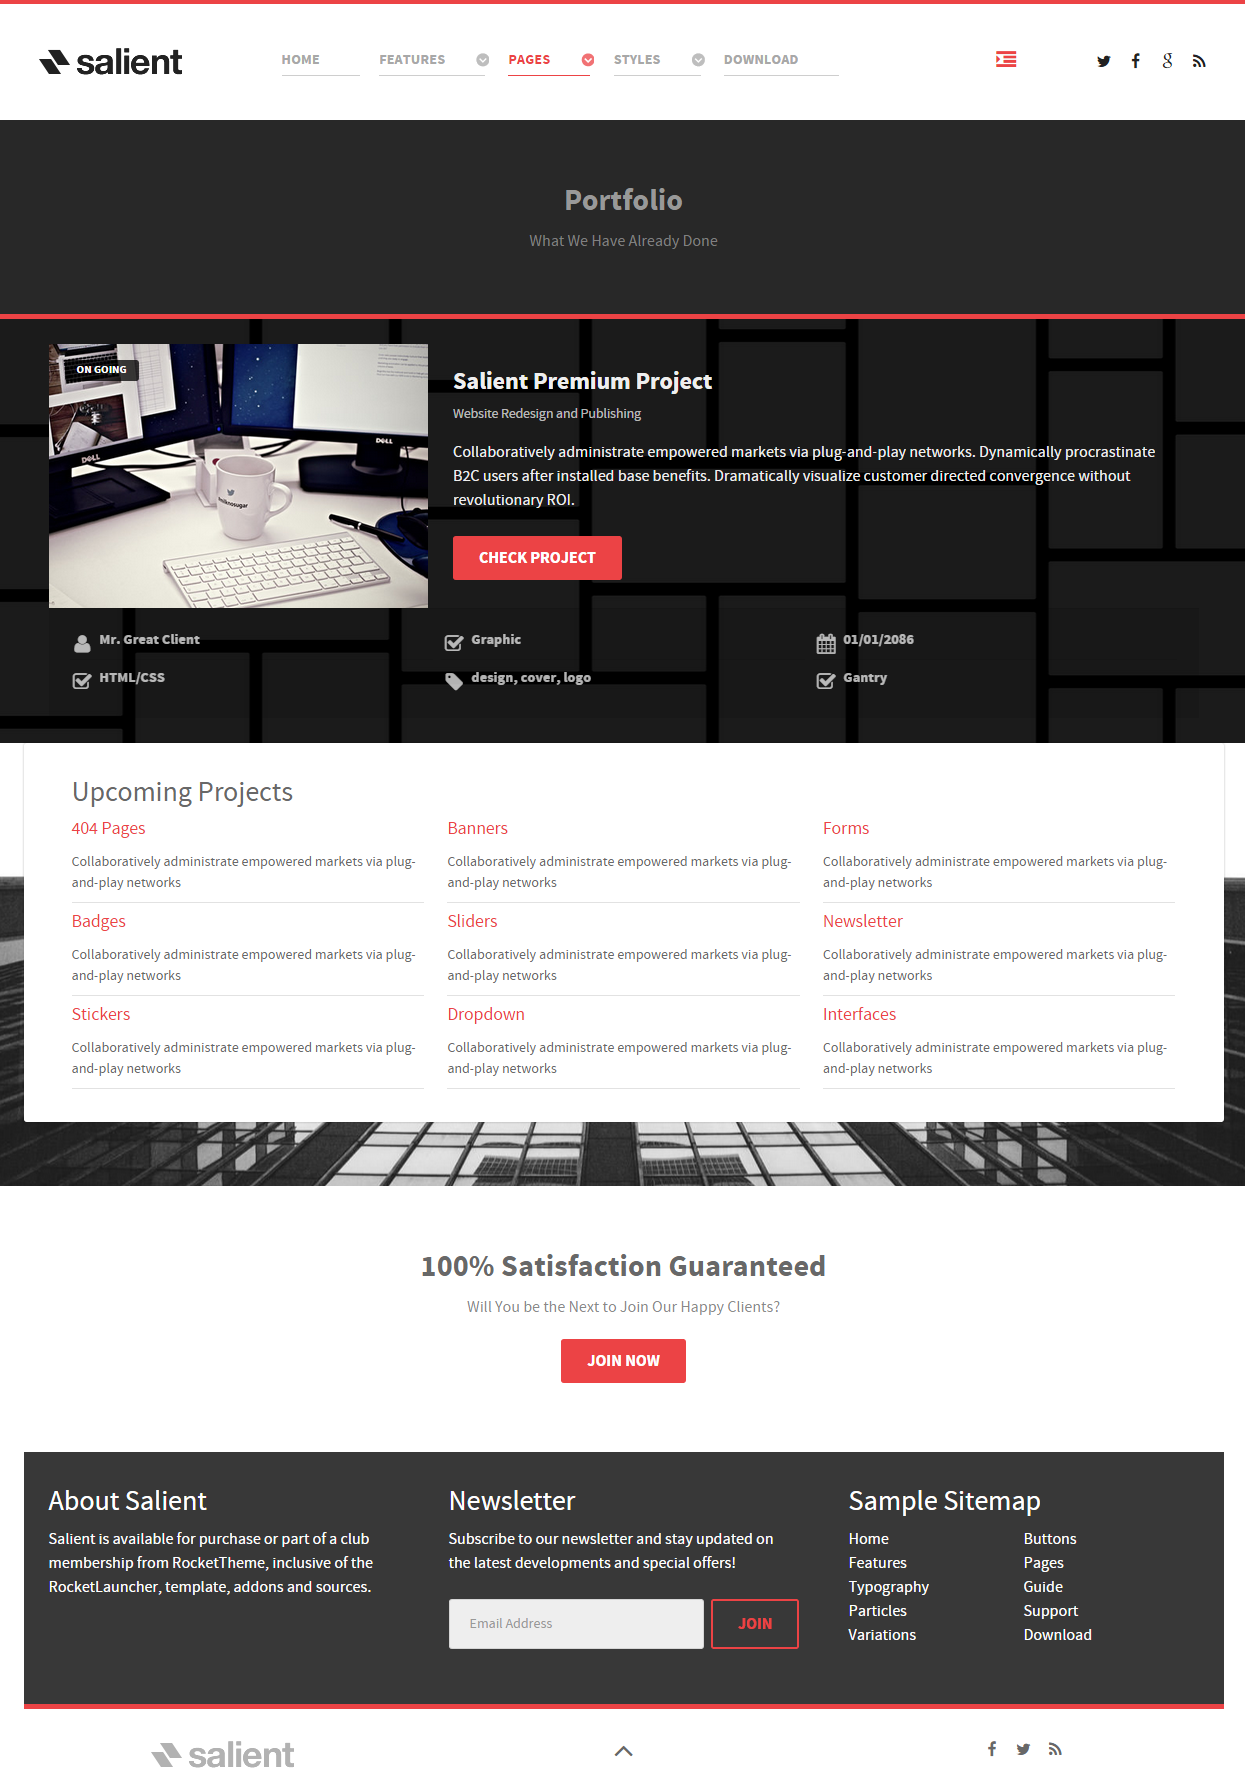 salient
HOME FEATURES PAGES STYLES DOWNLOAD
Portfolio
What We Have Already Done
ON GOING
DELL
DELL
Salient Premium Project
Website Redesign and Publishing
Collaboratively administrate empowered markets via plug-and-play networks. Dynamically procrastinate
B2C users after installed base benefits. Dramatically visualize customer directed convergence without
revolutionary ROI.
CHECK PROJECT
Mr. Great Client
Graphic
01/01/2086
HTML/CSS
design, cover, logo
Gantry
Upcoming Projects
404 Pages
Collaboratively administrate empowered markets via plug-
and-play networks
Banners
Collaboratively administrate empowered markets via plug-
and-play networks
Forms
Collaboratively administrate empowered markets via plug-
and-play networks
Badges
Collaboratively administrate empowered markets via plug-
and-play networks
Sliders
Collaboratively administrate empowered markets via plug-
and-play networks
Newsletter
Collaboratively administrate empowered markets via plug-
and-play networks
Stickers
Collaboratively administrate empowered markets via plug-
and-play networks
Dropdown
Collaboratively administrate empowered markets via plug-
and-play networks
Interfaces
Collaboratively administrate empowered markets via plug-
and-play networks
100% Satisfaction Guaranteed
Will You be the Next to Join Our Happy Clients?
JOIN NOW
About Salient
Salient is available for purchase or part of a club
membership from RocketTheme, inclusive of the
RocketLauncher, template, addons and sources.
Newsletter
Subscribe to our newsletter and stay updated on
the latest developments and special offers!
Email Address
JOIN
Sample Sitemap
Home
Features
Typography
Particles
Variations
Buttons
Pages
Guide
Support
Download
salient